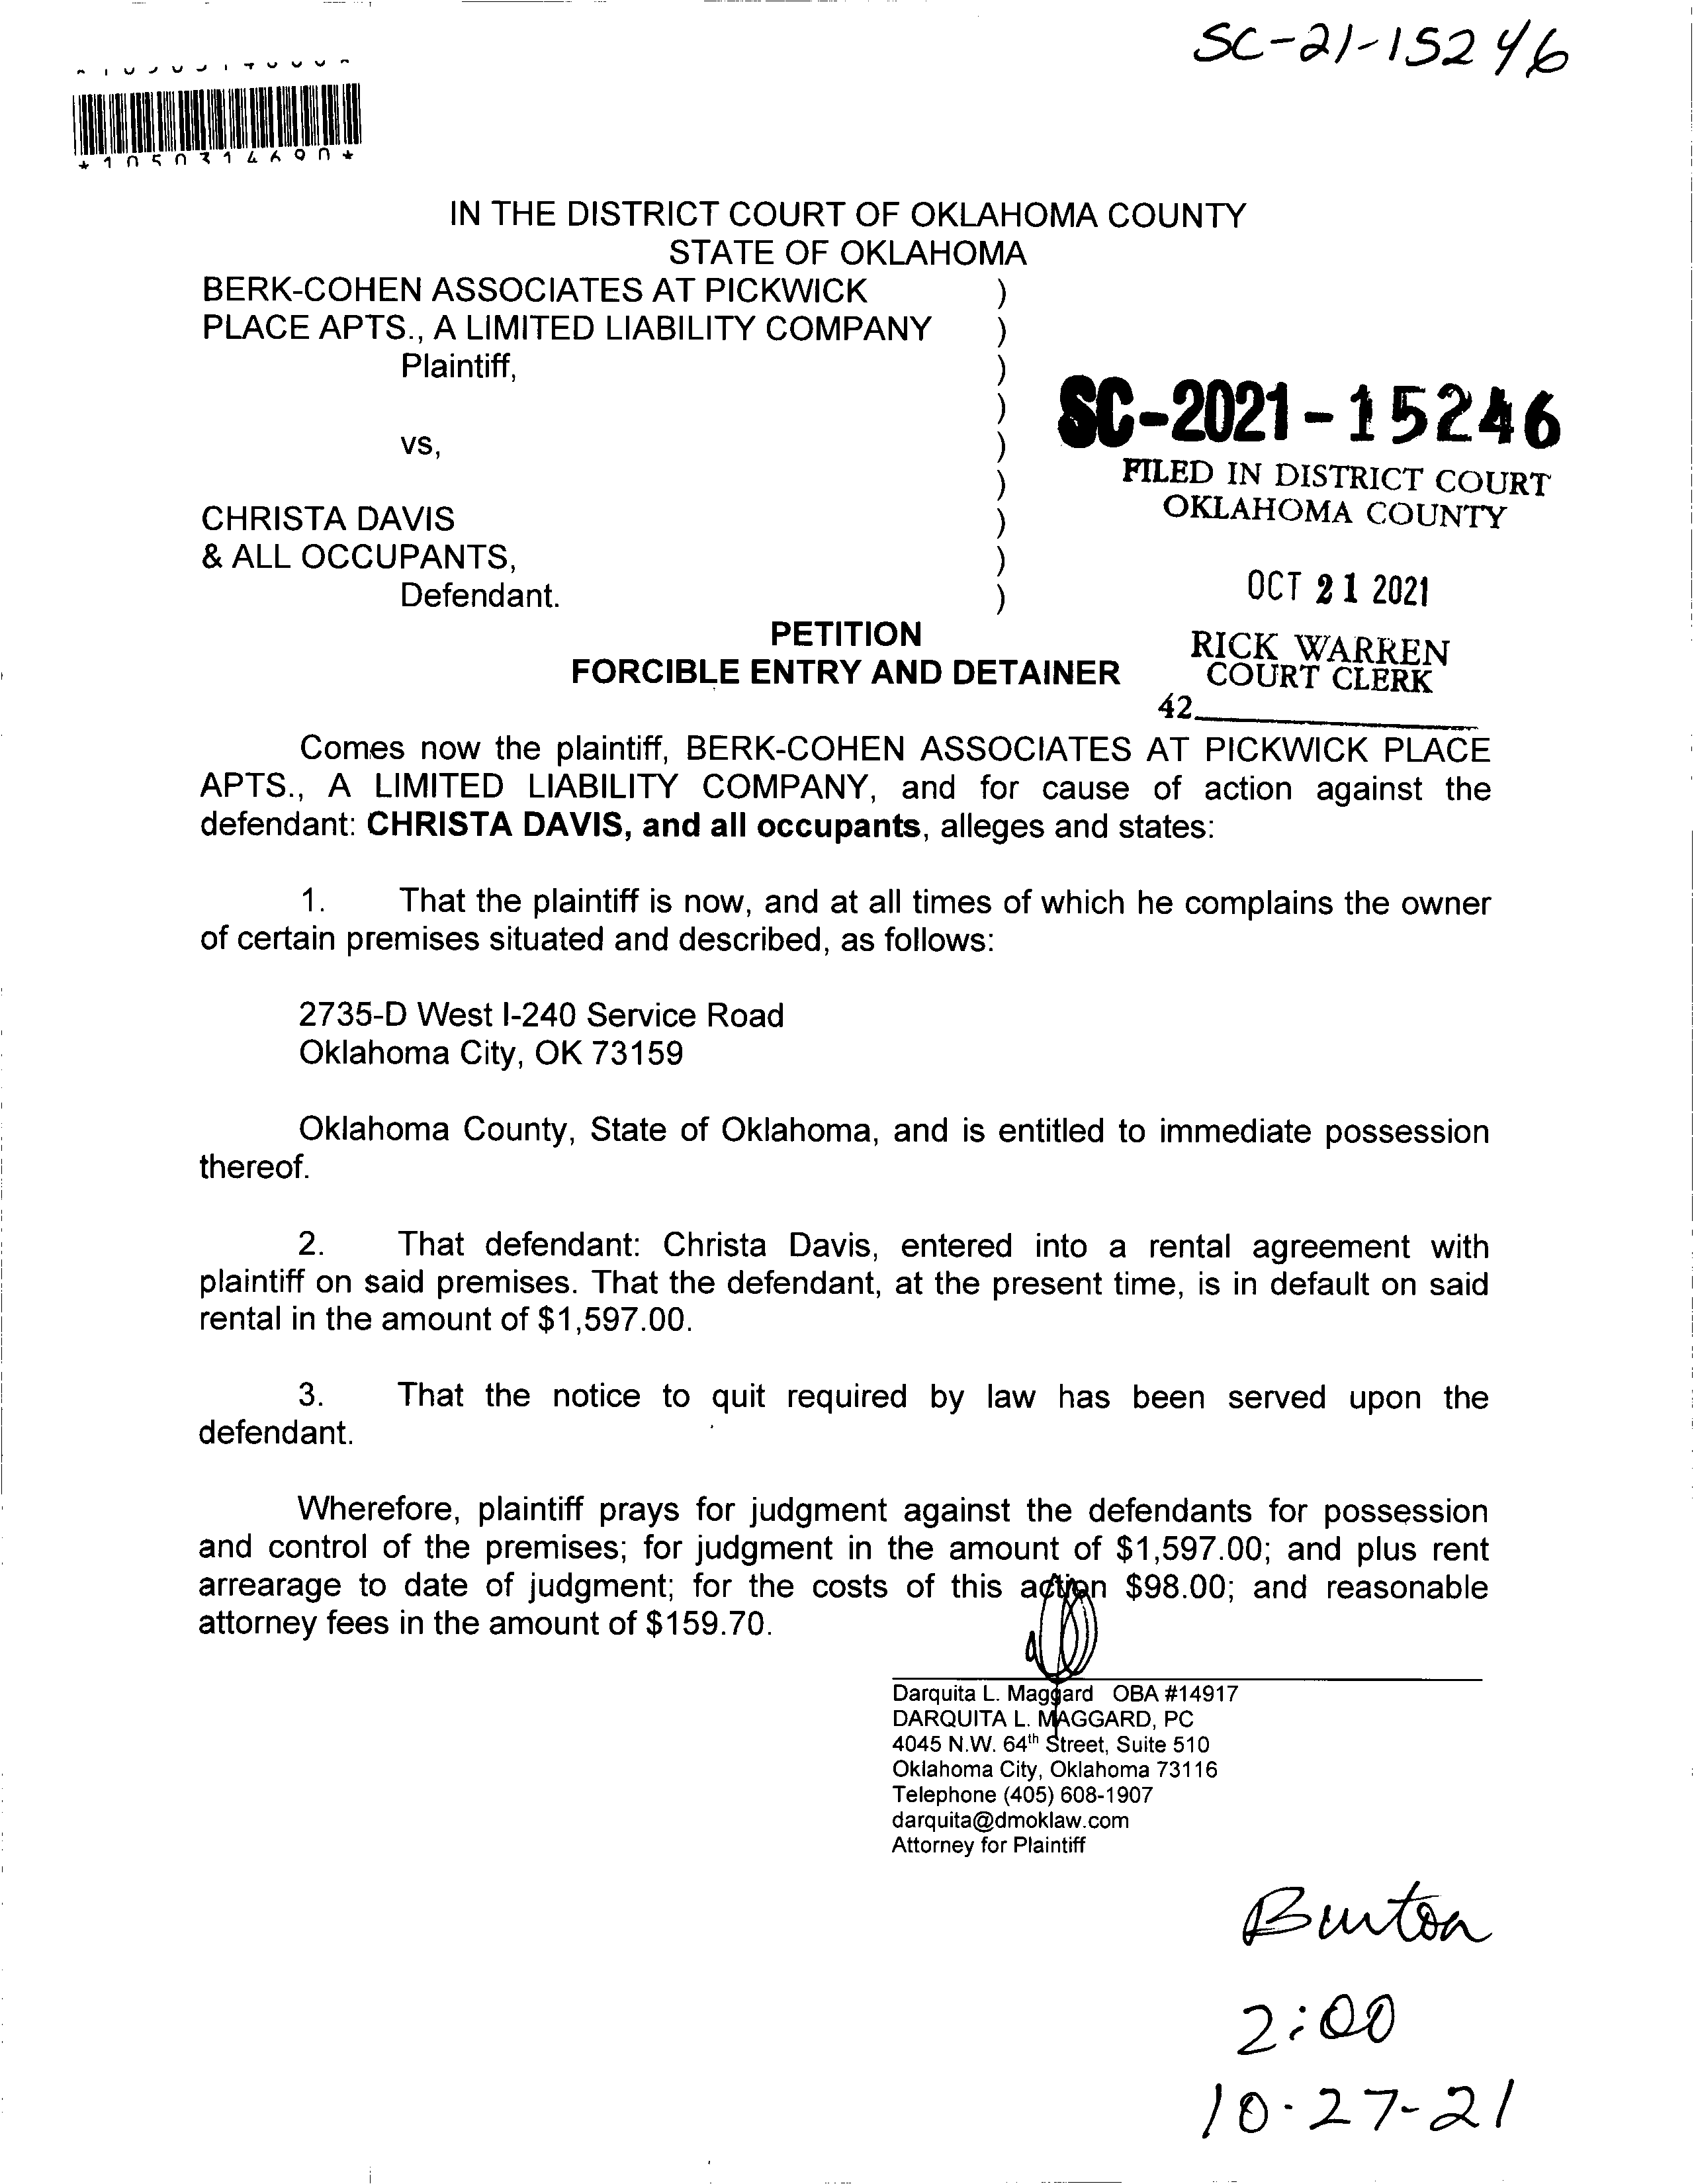 SC-21-15246
*1050314690*
IN THE DISTRICT COURT OF OKLAHOMA COUNTY
STATE OF OKLAHOMA
BERK-COHEN ASSOCIATES AT PICKWICK )
PLACE APTS., A LIMITED LIABILITY COMPANY )
Plaintiff, )
)
vs, )
)
CHRISTA DAVIS )
& ALL OCCUPANTS, )
Defendant. )
SC-2021-15246
FILED IN DISTRICT COURT
OKLAHOMA COUNTY
OCT 21 2021
RICK WARREN
COURT CLERK
42
PETITION
FORCIBLE ENTRY AND DETAINER
Comes now the plaintiff, BERK-COHEN ASSOCIATES AT PICKWICK PLACE
APTS., A LIMITED LIABILITY COMPANY, and for cause of action against the
defendant: CHRISTA DAVIS, and all occupants, alleges and states:
1. That the plaintiff is now, and at all times of which he complains the owner
of certain premises situated and described, as follows:
2735-D West I-240 Service Road
Oklahoma City, OK 73159
Oklahoma County, State of Oklahoma, and is entitled to immediate possession
thereof.
2. That defendant: Christa Davis, entered into a rental agreement with
plaintiff on said premises. That the defendant, at the present time, is in default on said
rental in the amount of $1,597.00.
3. That the notice to quit required by law has been served upon the
defendant.
Wherefore, plaintiff prays for judgment against the defendants for possession
and control of the premises; for judgment in the amount of $1,597.00; and plus rent
arrearage to date of judgment; for the costs of this action $98.00; and reasonable
attorney fees in the amount of $159.70.
Darquita L. Maggard OBA #14917
DARQUITA L. MAGGARD, PC
4045 N.W. 64th Street, Suite 510
Oklahoma City, Oklahoma 73116
Telephone (405) 608-1907
darquita@dmoklaw.com
Attorney for Plaintiff
Burton
2:00
10-27-21